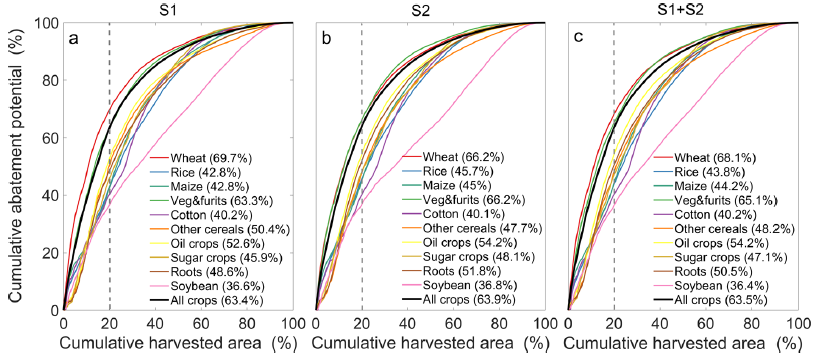 S1
S2
S1+S2
Cumulative abatement potential (%)
100
80
60
40
20
0
a
Wheat (69.7%)
Rice (42.8%)
Maize (42.8%)
Veg&furits (63.3%)
Cotton (40.2%)
Other cereals (50.4%)
Oil crops (52.6%)
Sugar crops (45.9%)
Roots (48.6%)
Soybean (36.6%)
All crops (63.4%)
0 20 40 60 80 100
Cumulative harvested area (%)
b
Wheat (66.2%)
Rice (45.7%)
Maize (45%)
Veg&furits (66.2%)
Cotton (40.1%)
Other cereals (47.7%)
Oil crops (54.2%)
Sugar crops (48.1%)
Roots (51.8%)
Soybean (36.8%)
All crops (63.9%)
0 20 40 60 80 100
Cumulative harvested area (%)
100
80
60
40
20
0
c
Wheat (68.1%)
Rice (43.8%)
Maize (44.2%)
Veg&furits (65.1%)
Cotton (40.2%)
Other cereals (48.2%)
Oil crops (54.2%)
Sugar crops (47.1%)
Roots (50.5%)
Soybean (36.4%)
All crops (63.5%)
0 20 40 60 80 100
Cumulative harvested area (%)